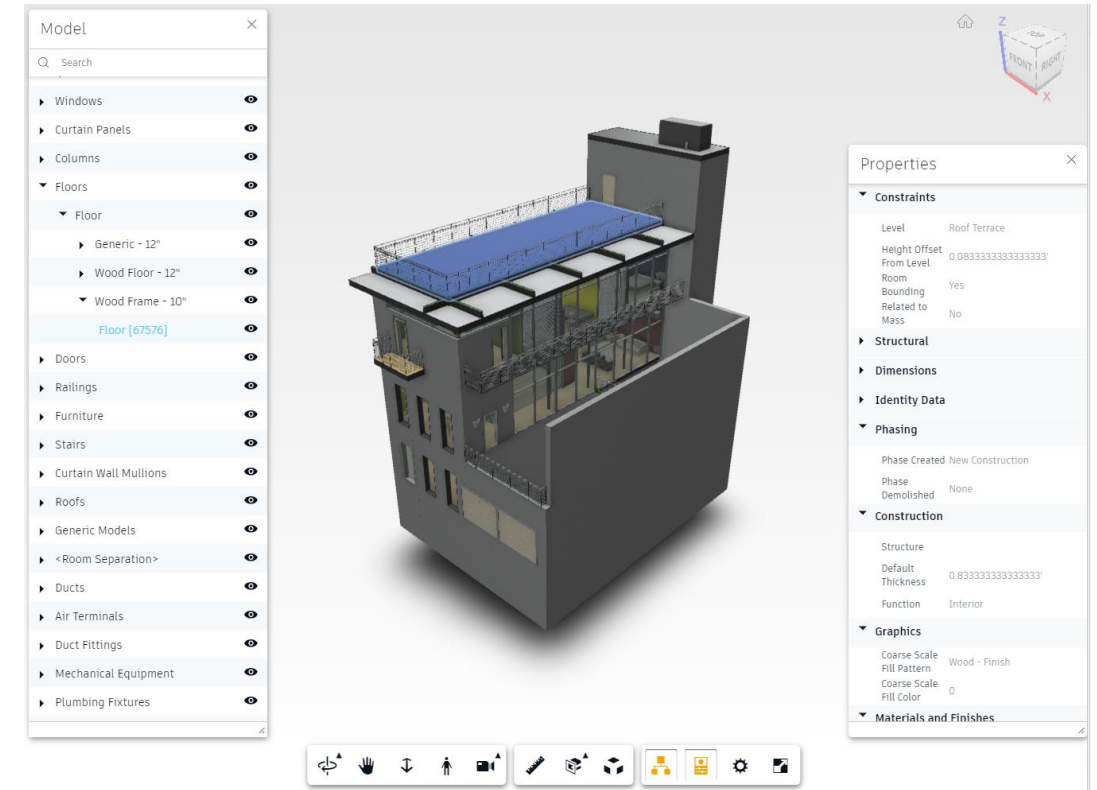 Model
Search
Windows
Curtain Panels
Columns
Floors
Floor
Generic - 12"
Wood Floor - 12"
Wood Frame - 10"
Floor [67576]
Doors
Railings
Furniture
Stairs
Curtain Wall Mullions
Roofs
Generic Models
<Room Separation>
Ducts
Air Terminals
Duct Fittings
Mechanical Equipment
Plumbing Fixtures
Z
TOP
FRONT RIGHT
X
Properties
Constraints
Level Roof Terrace
Height Offset
From Level 0.0833333333333333'
Room
Bounding Yes
Related to
Mass No
Structural
Dimensions
Identity Data
Phasing
Phase Created New Construction
Phase
Demolished None
Construction
Structure
Default
Thickness 0.833333333333333'
Function Interior
Graphics
Coarse Scale
Fill Pattern Wood - Finish
Coarse Scale
Fill Color 0
Materials and Finishes